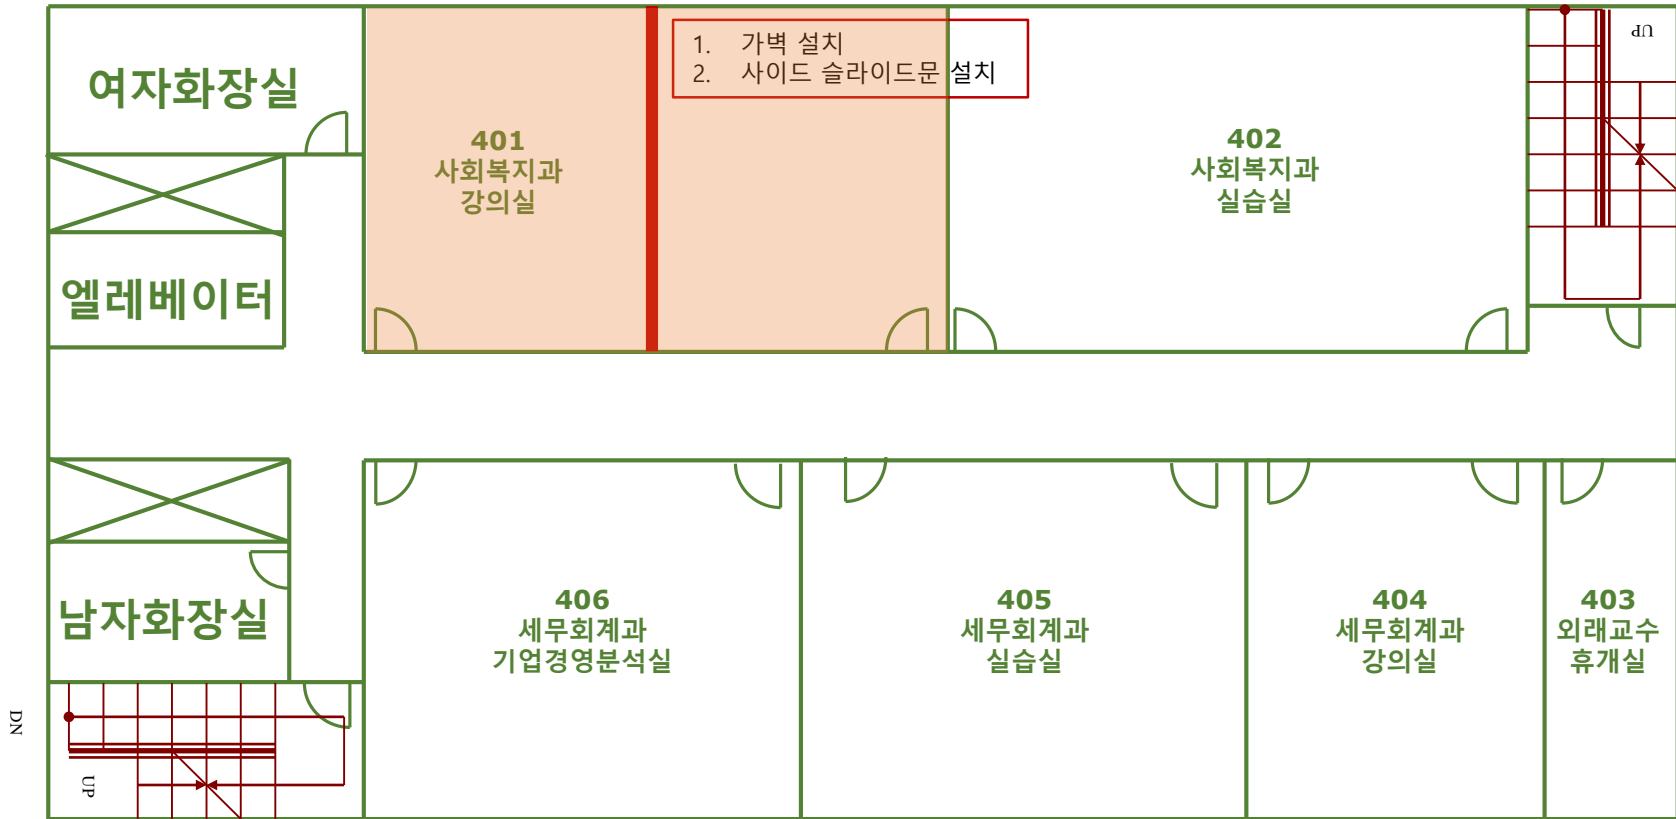 1. 가벽 설치
2. 사이드 슬라이드문 설치
UP
여자화장실
401
사회복지과
강의실
402
사회복지과
실습실
엘레베이터
406
세무회계과
기업경영분석실
405
세무회계과
실습실
404
세무회계과
강의실
403
외래교수
휴개실
남자화장실
DN
UP